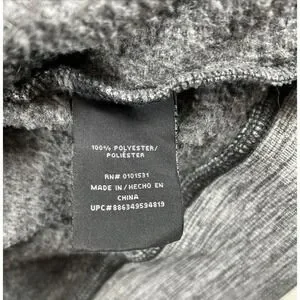 100% POLYESTER/
POLIÉSTER
RN# 0101531
MADE IN/HECHO EN
CHINA
UPC#886349594819